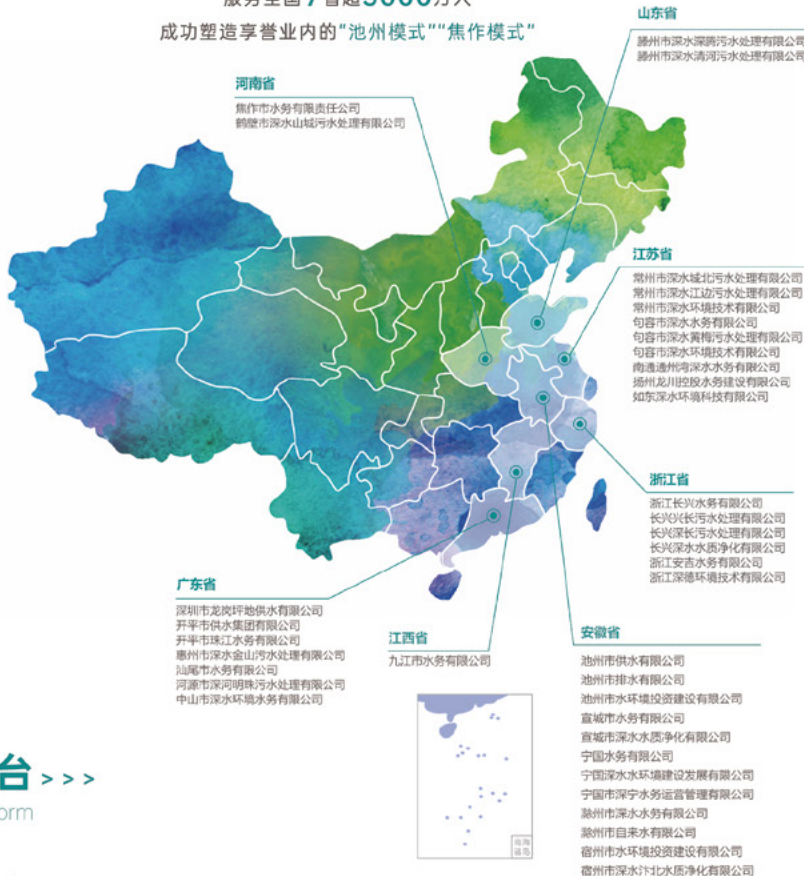 服务全国7省超3000万人
成功塑造享誉业内的“池州模式”“焦作模式”
山东省
滕州市深水深腾污水处理有限公司
滕州市深水清河污水处理有限公司
河南省
焦作市水务有限责任公司
鹤壁市深水山城污水处理有限公司
江苏省
常州市深水城北污水处理有限公司
常州市深水江边污水处理有限公司
常州市深水环境技术有限公司
句容市深水水务有限公司
句容市深水黄梅污水处理有限公司
句容市深水环境技术有限公司
南通通州湾深水水务有限公司
扬州龙川控股水务建设有限公司
如东深水环境科技有限公司
浙江省
浙江长兴水务有限公司
长兴兴长污水处理有限公司
长兴深长污水处理有限公司
长兴深水水质净化有限公司
浙江安吉水务有限公司
浙江深德环境技术有限公司
广东省
深圳市龙岗坪地供水有限公司
开平市供水集团有限公司
开平市珠江水务有限公司
惠州市深水金山污水处理有限公司
汕尾市水务有限公司
河源市深河明珠污水处理有限公司
中山市深水环境水务有限公司
江西省
九江市水务有限公司
安徽省
池州市供水有限公司
池州市排水有限公司
池州市水环境投资建设有限公司
宣城市水务有限公司
宣城市深水水质净化有限公司
宁国水务有限公司
宁国深水水环境建设发展有限公司
宁国市深宁水务运营管理有限公司
滁州市深水水务有限公司
滁州市自来水有限公司
宿州市水环境投资建设有限公司
宿州市深水汴北水质净化有限公司
南海
诸岛
台 > > >
orm